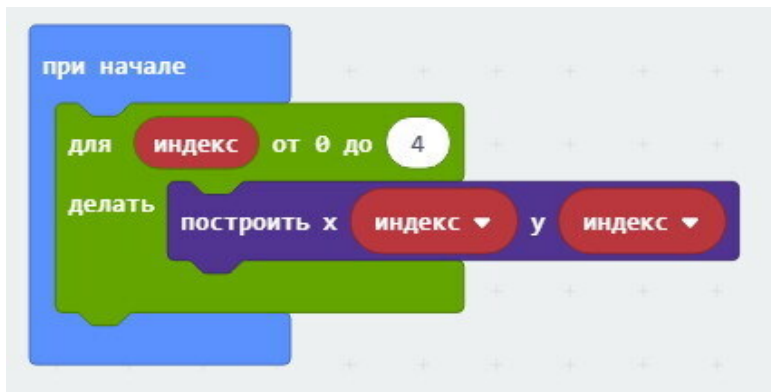 при начале
для индекс от 0 до 4
делать построить x индекс y индекс